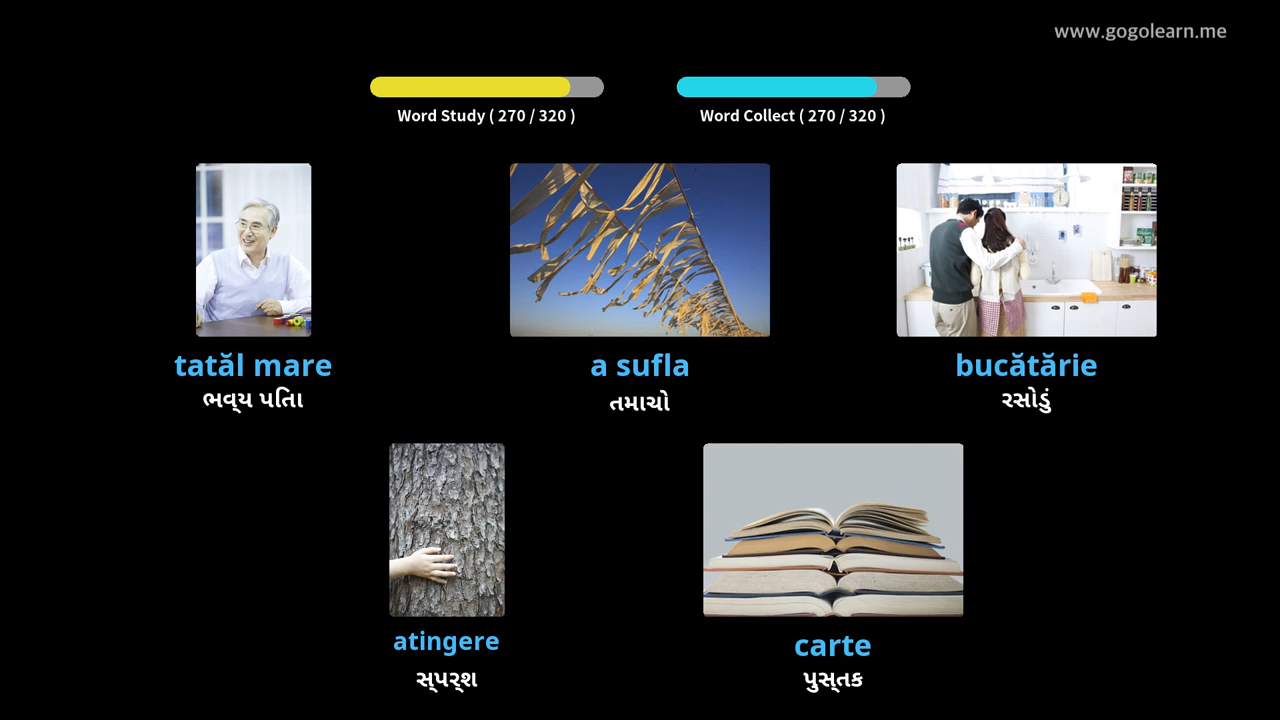 www.gogolearn.me
Word Study ( 270 / 320 )
Word Collect ( 270 / 320 )
tatăl mare
ભવ્ય પતિા
a sufla
તમાચો
bucătărie
રસોડું
atingere
સ્પર્શ
carte
પુસ્તક